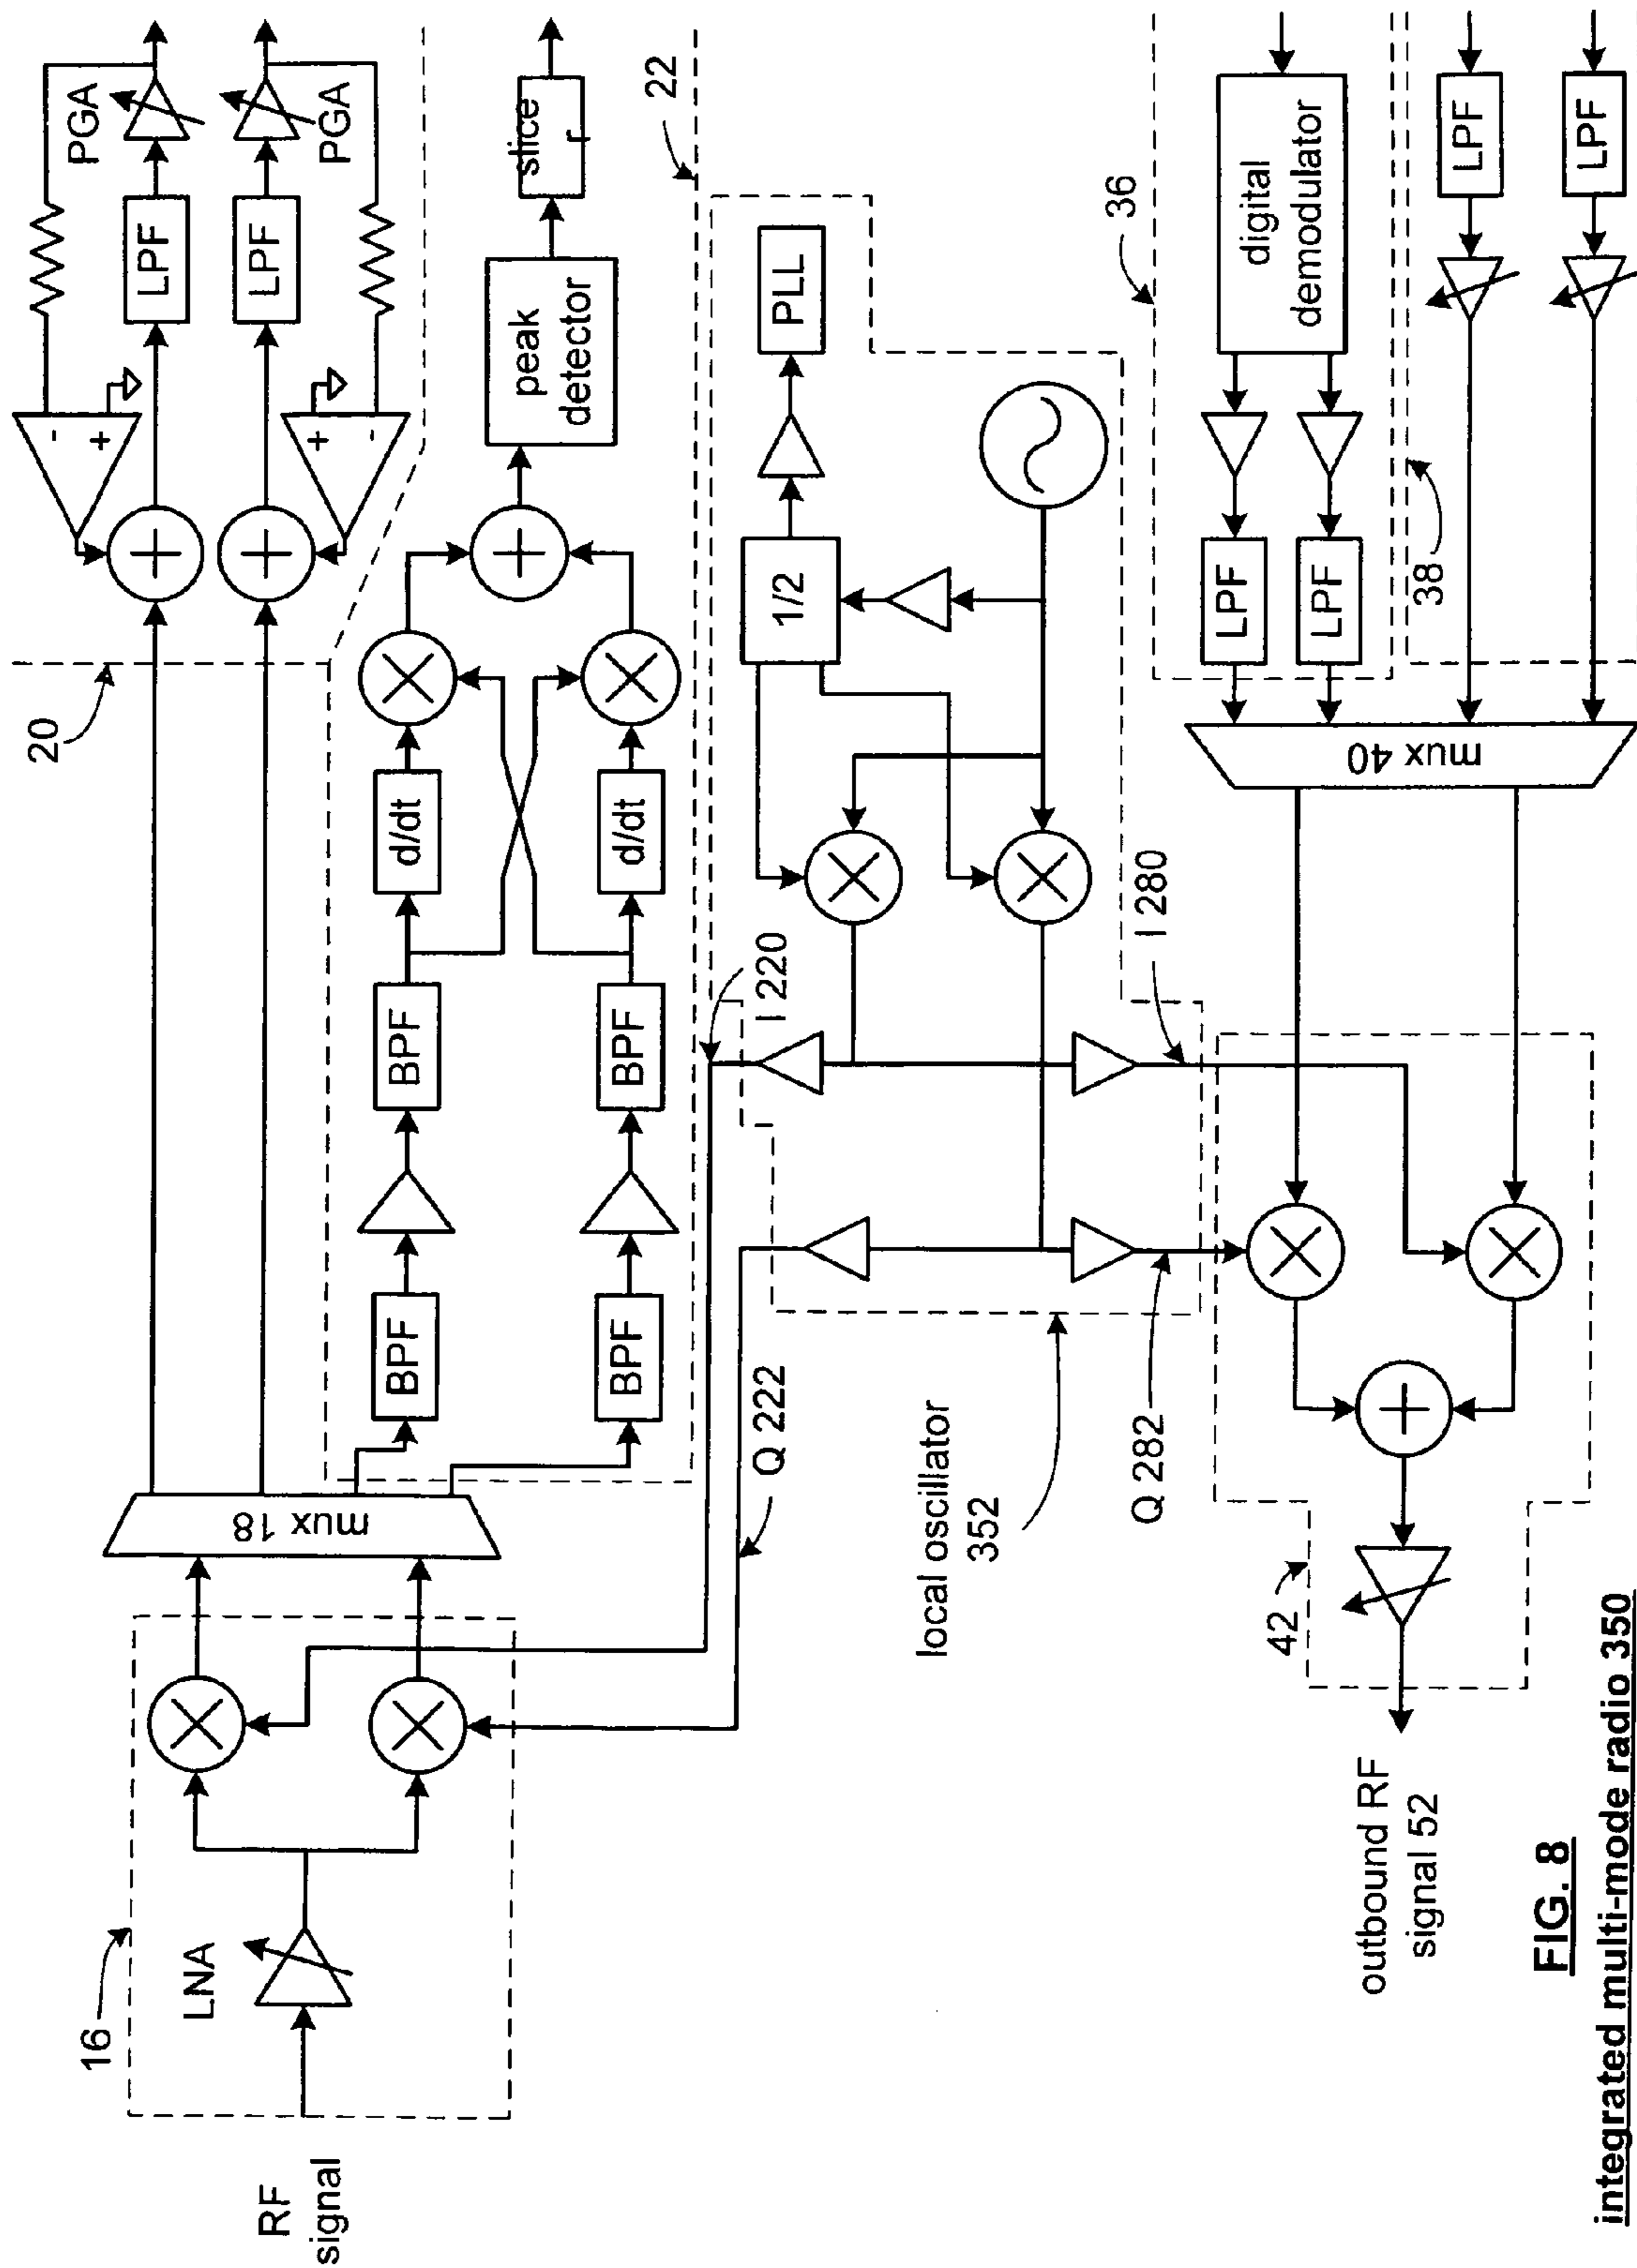 RF
signal
16
LNA
mux 18
20
LPF
PGA
LPF
PGA
-
+
+
-
BPF
BPF
d/dt
BPF
BPF
d/dt
peak
detector
slice
r
22
I 220
Q 222
local oscillator
352
1/2
PLL
I 280
Q 282
36
digital
demodulator
LPF
LPF
38
LPF
LPF
mux 40
42
outbound RF
signal 52
FIG. 8
integrated multi-mode radio 350